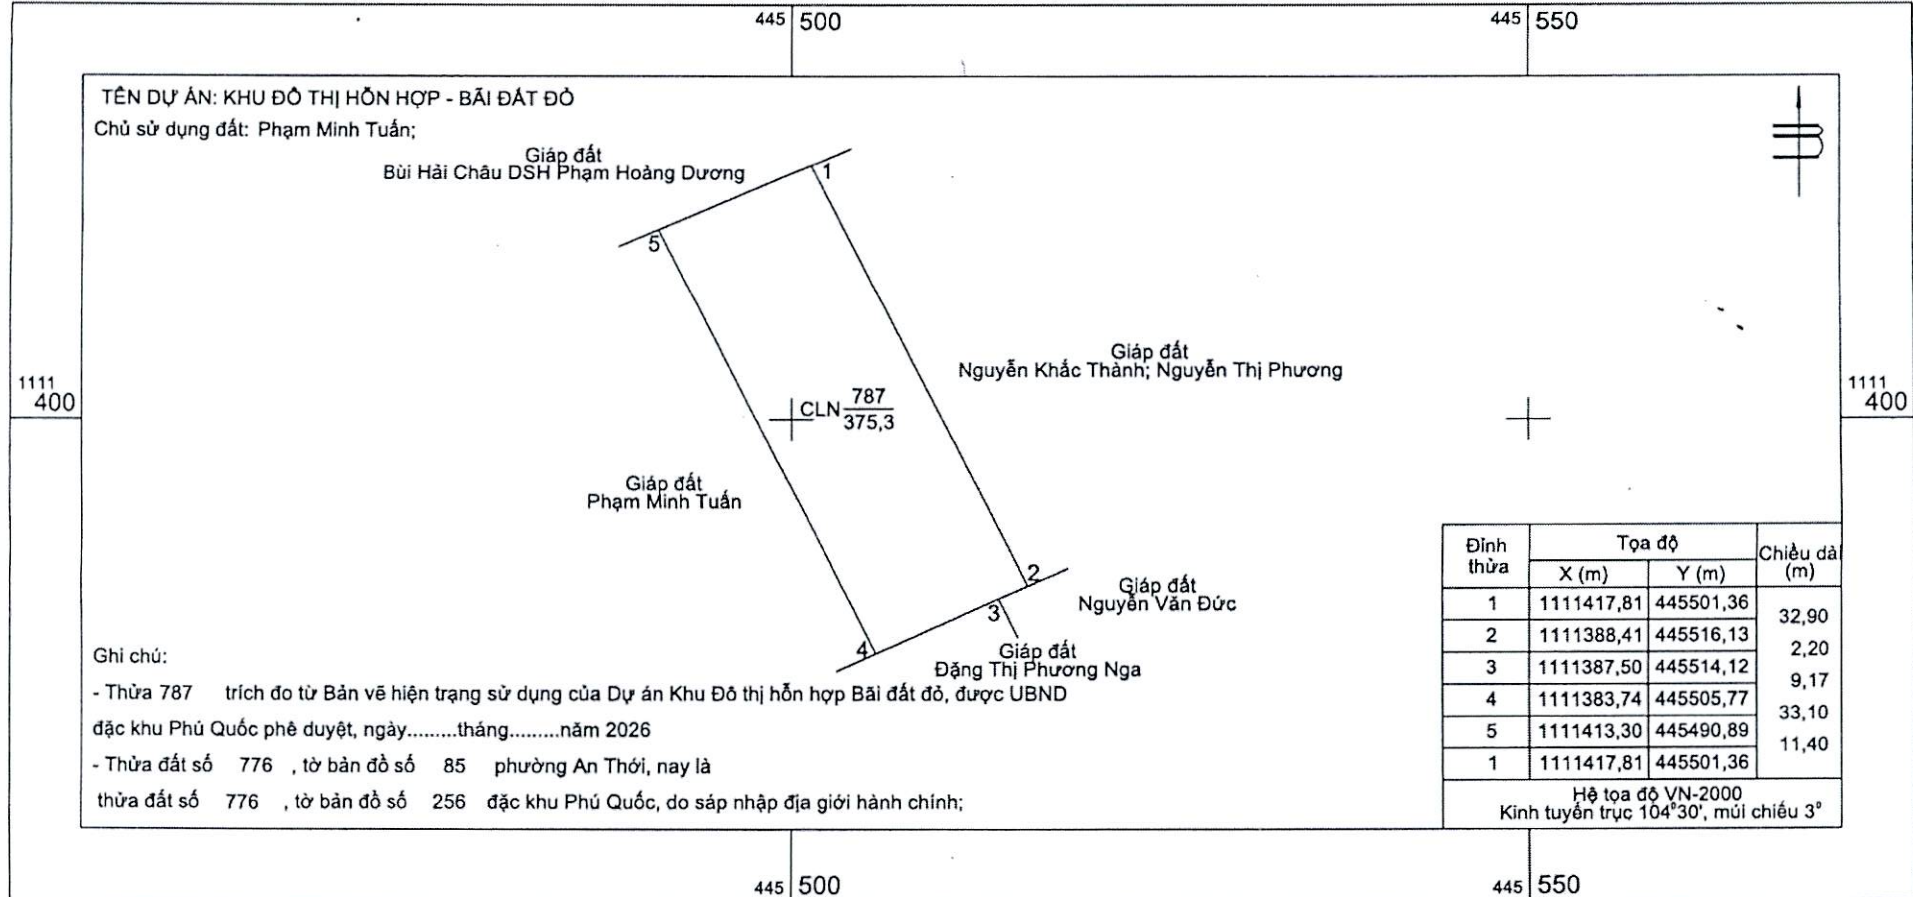 445 500
445 550
TÊN DỰ ÁN: KHU ĐÔ THỊ HỖN HỢP - BÃI ĐẤT ĐỎ
Chủ sử dụng đất: Phạm Minh Tuấn;
Giáp đất
Bùi Hải Châu DSH Phạm Hoàng Dương
1
5
Giáp đất
Nguyễn Khắc Thành; Nguyễn Thị Phương
1111
400
1111
400
CLN 787
375,3
Giáp đất
Phạm Minh Tuấn
2
Giáp đất
Nguyễn Văn Đức
3
4
Giáp đất
Đặng Thị Phương Nga
Đỉnh thửa Tọa độ Chiều dài (m)
X (m) Y (m)
1 1111417,81 445501,36
32,90
2 1111388,41 445516,13
2,20
3 1111387,50 445514,12
9,17
4 1111383,74 445505,77
33,10
5 1111413,30 445490,89
11,40
1 1111417,81 445501,36
Hệ tọa độ VN-2000
Kinh tuyến trục 104°30', múi chiếu 3°
Ghi chú:
- Thửa 787 trích đo từ Bản vẽ hiện trạng sử dụng của Dự án Khu Đô thị hỗn hợp Bãi đất đỏ, được UBND
đặc khu Phú Quốc phê duyệt, ngày.........tháng.........năm 2026
- Thửa đất số 776 , tờ bản đồ số 85 phường An Thới, nay là
thửa đất số 776 , tờ bản đồ số 256 đặc khu Phú Quốc, do sáp nhập địa giới hành chính;
445 500
445 550